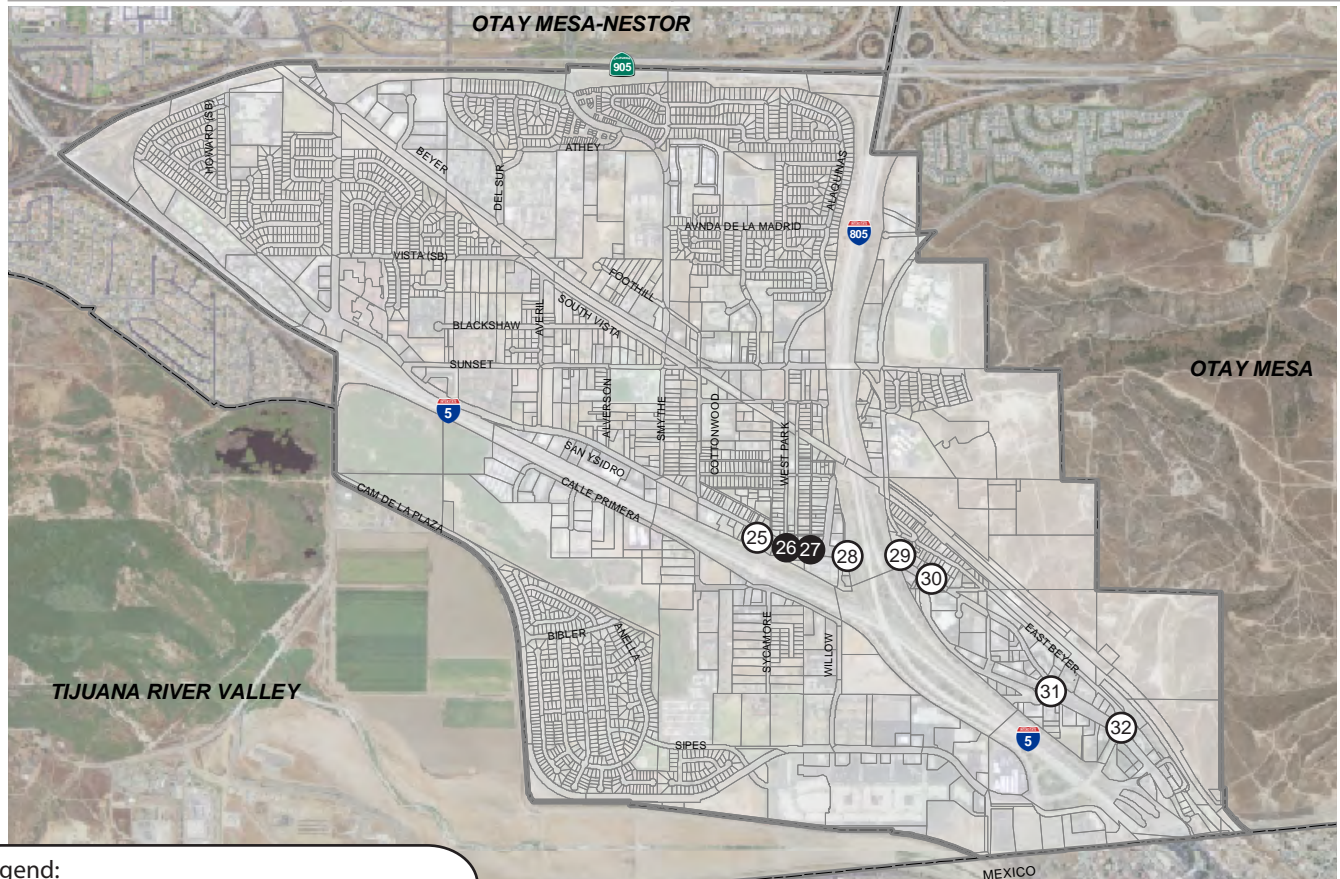 OTAY MESA-NESTOR
905
HOWARD (SB)
BEYER
DEL SUR
ATHEY
ALAQUINAS
AVNDA DE LA MADRID
805
VISTA (SB)
FOOTHILL
SOUTH VISTA
AVERIL
BLACKSHAW
SUNSET
OTAY MESA
5
ALVERSON
SMYTHE
COTTONWOOD
WEST PARK
SAN YSIDRO
CALLE PRIMERA
CAM DE LA PLAZA
25
26
27
28
29
30
BIBLER
ANELLA
SYCAMORE
WILLOW
EAST BEYER
TIJUANA RIVER VALLEY
31
32
SIPES
5
MEXICO
gend: